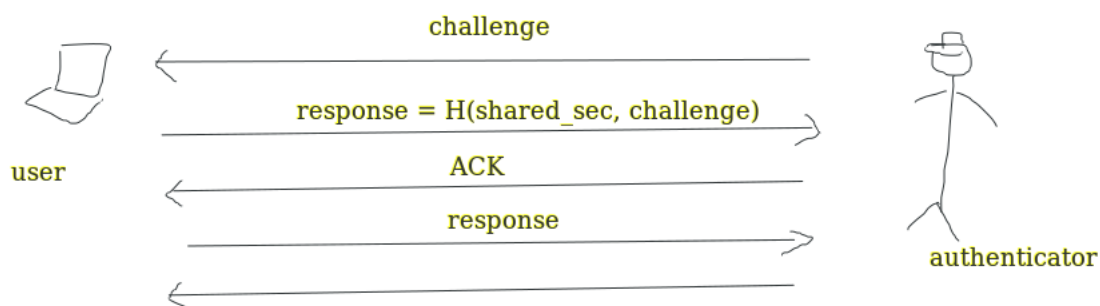 challenge
response = H(shared_sec, challenge)
user
ACK
response
authenticator